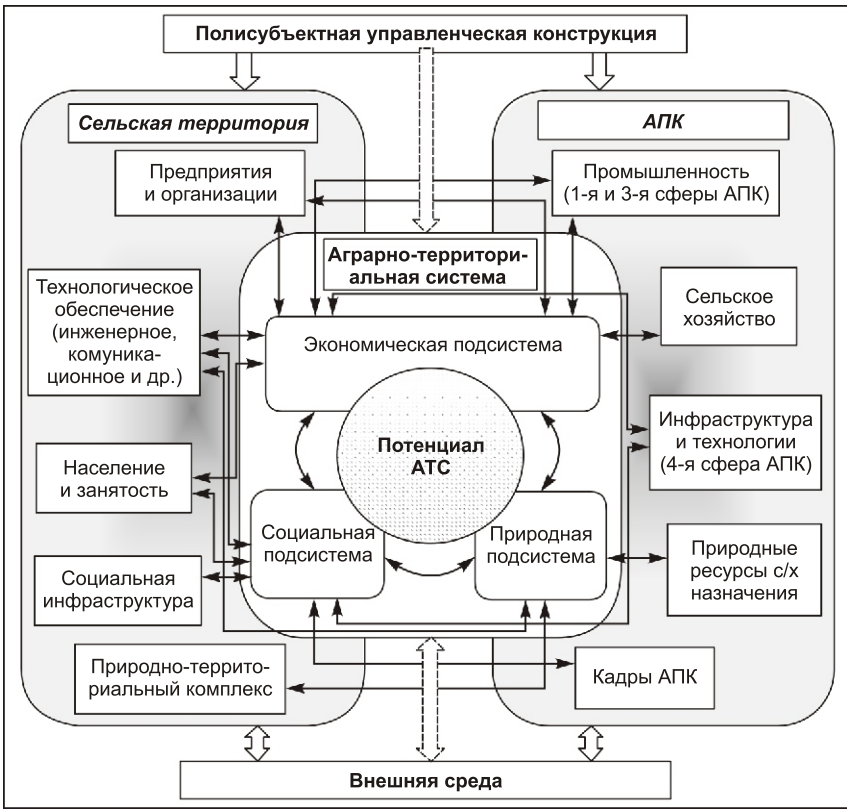 Полисубъектная управленческая конструкция
Сельская территория
АПК
Предприятия
и организации
Промышленность
(1-я и 3-я сферы АПК)
Аграрно-территори-
альная система
Технологическое
обеспечение
(инженерное,
комуника-
ционное и др.)
Сельское
хозяйство
Экономическая подсистема
Потенциал
АТС
Инфраструктура
и технологии
(4-я сфера АПК)
Население
и занятость
Социальная
подсистема
Природная
подсистема
Природные
ресурсы с/х
назначения
Социальная
инфраструктура
Природно-террито-
риальный комплекс
Кадры АПК
Внешняя среда